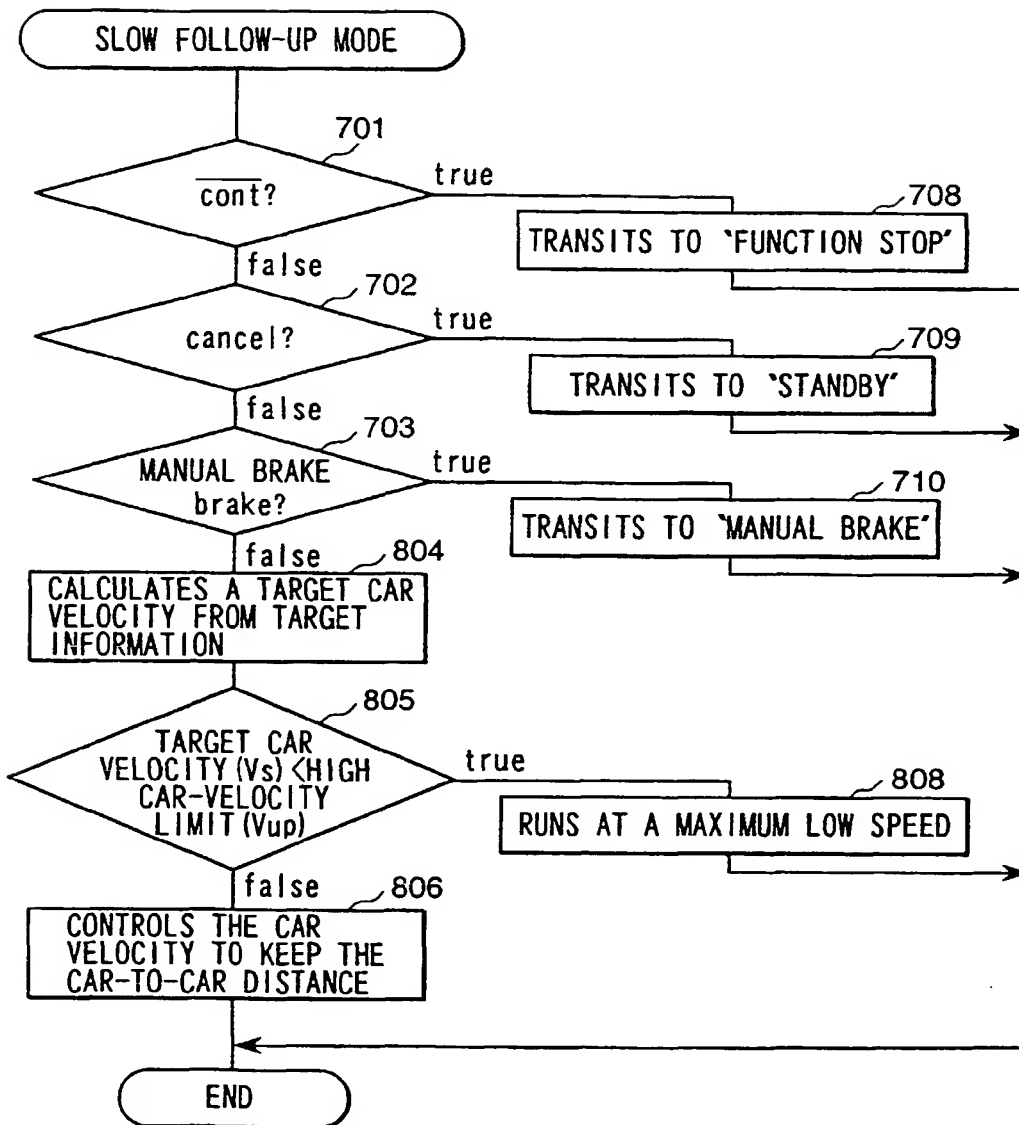 SLOW FOLLOW-UP MODE
701
cont?
true
708
TRANSITS TO `FUNCTION STOP"
false
702
cancel?
true
709
TRANSITS TO `STANDBY"
false
703
MANUAL BRAKE
brake?
true
710
TRANSITS TO `MANUAL BRAKE"
false
804
CALCULATES A TARGET CAR
VELOCITY FROM TARGET
INFORMATION
805
TARGET CAR
VELOCITY(Vs)<HIGH
CAR-VELOCITY
LIMIT(Vup)
true
808
RUNS AT A MAXIMUM LOW SPEED
false
806
CONTROLS THE CAR
VELOCITY TO KEEP THE
CAR-TO-CAR DISTANCE
END